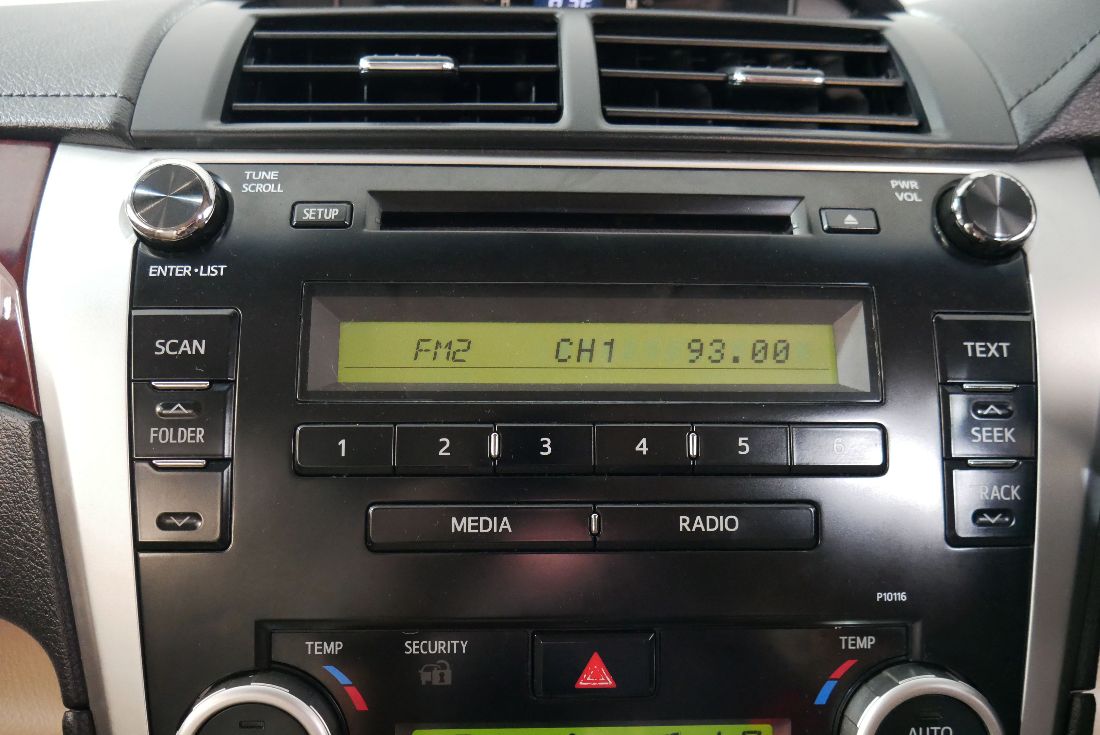 TUNE
SCROLL
SETUP
PWR
VOL
ENTER•LIST
FM2 CH1 93.00
SCAN
TEXT
FOLDER
SEEK
1 2 3 4 5 6
TRACK
MEDIA RADIO
P10116
TEMP
SECURITY
TEMP
AUTO